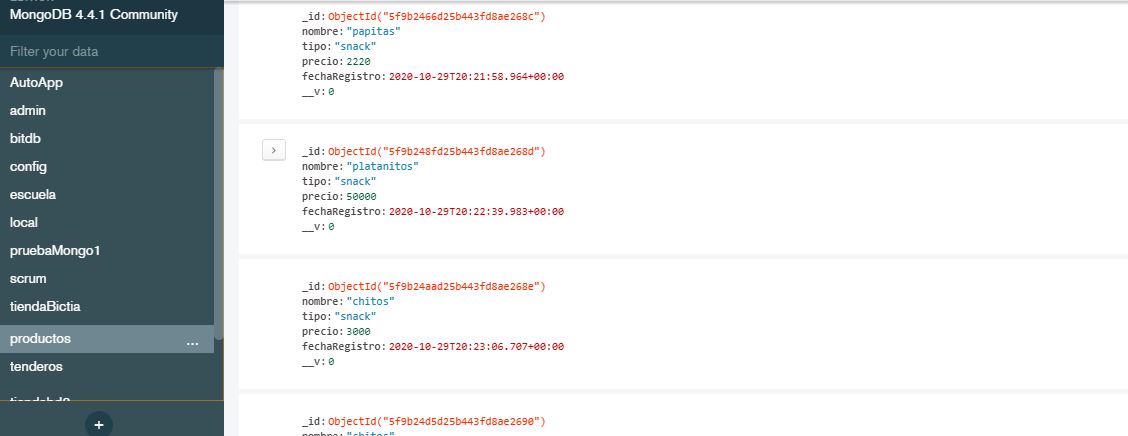 MongoDB 4.4.1 Community
Filter your data
AutoApp
admin
bitdb
config
escuela
local
pruebaMongo1
scrum
tiendaBictia
productos
...
tenderos
+
_id: ObjectId("5f9b2466d25b443fd8ae268c")
nombre: "papitas"
tipo: "snack"
precio: 2220
fechaRegistro: 2020-10-29T20:21:58.964+00:00
__v: 0
_id: ObjectId("5f9b248fd25b443fd8ae268d")
nombre: "platanitos"
tipo: "snack"
precio: 50000
fechaRegistro: 2020-10-29T20:22:39.983+00:00
__v: 0
_id: ObjectId("5f9b24aad25b443fd8ae268e")
nombre: "chitos"
tipo: "snack"
precio: 3000
fechaRegistro: 2020-10-29T20:23:06.707+00:00
__v: 0
_id: ObjectId("5f9b24d5d25b443fd8ae2690")
nombre: "chitos"